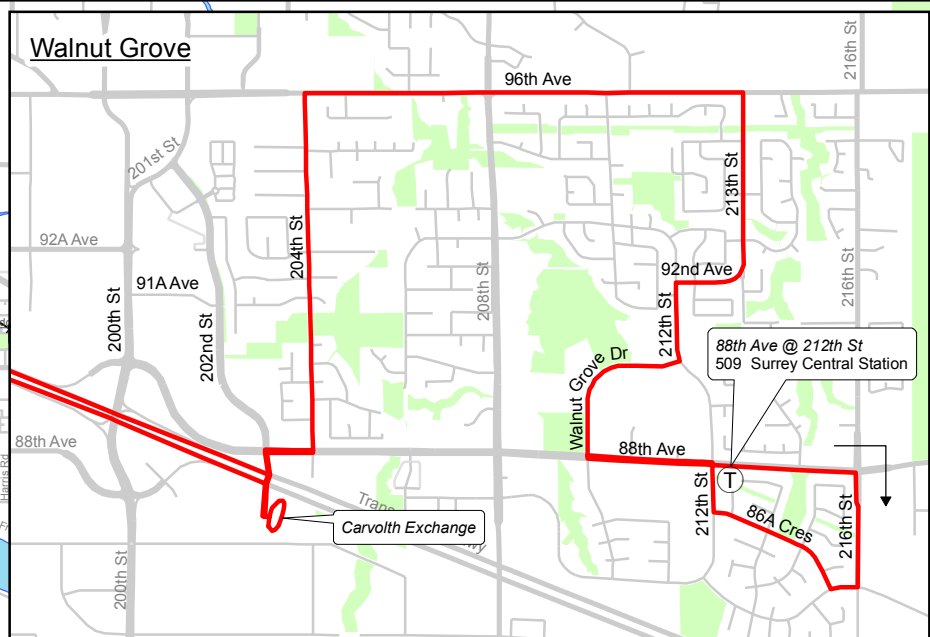 Walnut Grove
96th Ave
216th St
201st St
213th St
92A Ave
204th St
92nd Ave
91A Ave
208th St
216th St
200th St
202nd St
212th St
88th Ave @ 212th St
509 Surrey Central Station
Walnut Grove Dr
88th Ave
88th Ave
Harris Rd
212th St
T
86A Cres
216th St
Carvolth Exchange
200th St